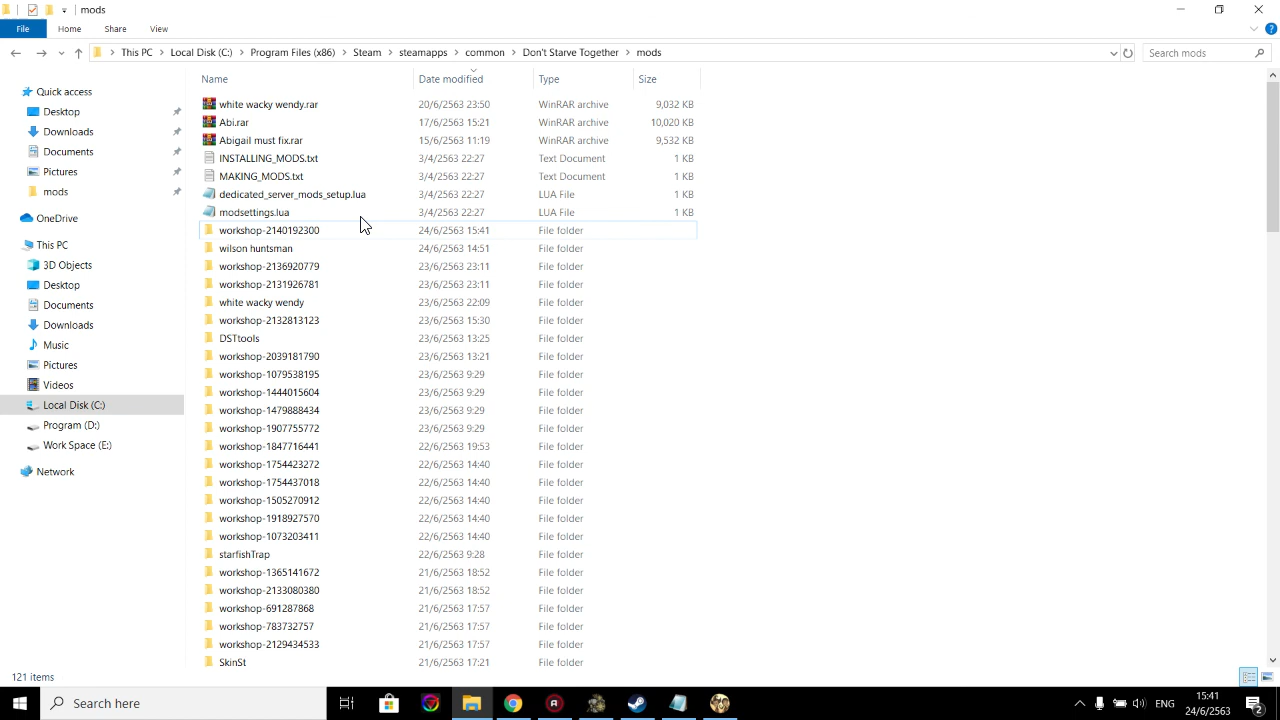 mods
File Home Share View
This PC Local Disk (C:) Program Files (x86) Steam steamapps common Don't Starve Together mods
Search mods
Name Date modified Type Size
Quick access
Desktop
Downloads
Documents
Pictures
mods
OneDrive
This PC
3D Objects
Desktop
Documents
Downloads
Music
Pictures
Videos
Local Disk (C:)
Program (D:)
Work Space (E:)
Network
white wacky wendy.rar 20/6/2563 23:50 WinRAR archive 9,032 KB
Abi.rar 17/6/2563 15:21 WinRAR archive 10,020 KB
Abigail must fix.rar 15/6/2563 11:19 WinRAR archive 9,532 KB
INSTALLING_MODS.txt 3/4/2563 22:27 Text Document 1 KB
MAKING_MODS.txt 3/4/2563 22:27 Text Document 1 KB
dedicated_server_mods_setup.lua 3/4/2563 22:27 LUA File 1 KB
modsettings.lua 3/4/2563 22:27 LUA File 1 KB
workshop-2140192300 24/6/2563 15:41 File folder
wilson huntsman 24/6/2563 14:51 File folder
workshop-2136920779 23/6/2563 23:11 File folder
workshop-2131926781 23/6/2563 23:11 File folder
white wacky wendy 23/6/2563 22:09 File folder
workshop-2132813123 23/6/2563 15:30 File folder
DSTtools 23/6/2563 13:25 File folder
workshop-2039181790 23/6/2563 13:21 File folder
workshop-1079538195 23/6/2563 9:29 File folder
workshop-1444015604 23/6/2563 9:29 File folder
workshop-1479888434 23/6/2563 9:29 File folder
workshop-1907755772 23/6/2563 9:29 File folder
workshop-1847716441 22/6/2563 19:53 File folder
workshop-1754423272 22/6/2563 14:40 File folder
workshop-1754437018 22/6/2563 14:40 File folder
workshop-1505270912 22/6/2563 14:40 File folder
workshop-1918927570 22/6/2563 14:40 File folder
workshop-1073203411 22/6/2563 14:40 File folder
starfishTrap 22/6/2563 9:28 File folder
workshop-1365141672 21/6/2563 18:52 File folder
workshop-2133080380 21/6/2563 18:52 File folder
workshop-691287868 21/6/2563 17:57 File folder
workshop-783732757 21/6/2563 17:57 File folder
workshop-2129434533 21/6/2563 17:57 File folder
SkinSt 21/6/2563 17:21 File folder
121 items
Search here
ENG
15:41
24/6/2563
2